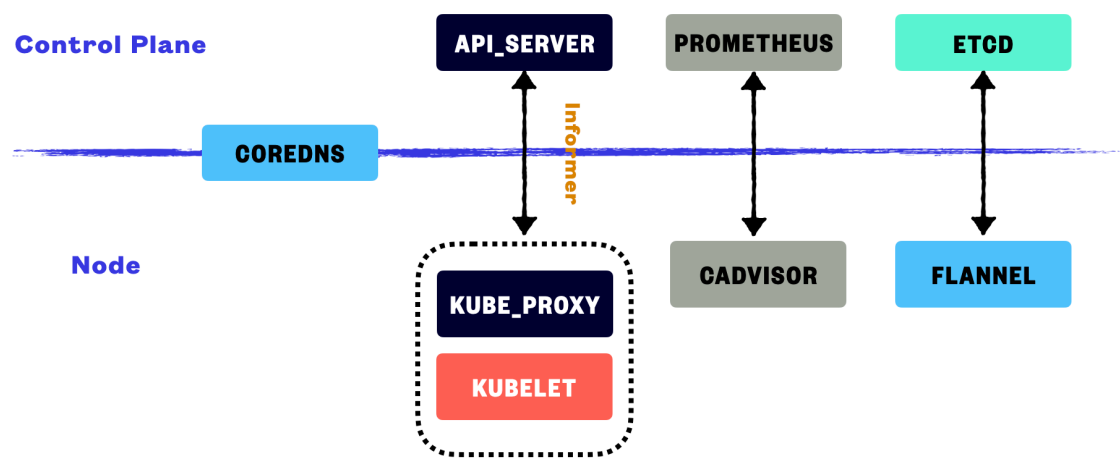 Control Plane
API_SERVER
PROMETHEUS
ETCD
Informer
COREDNS
Node
KUBE_PROXY
CADVISOR
FLANNEL
KUBELET